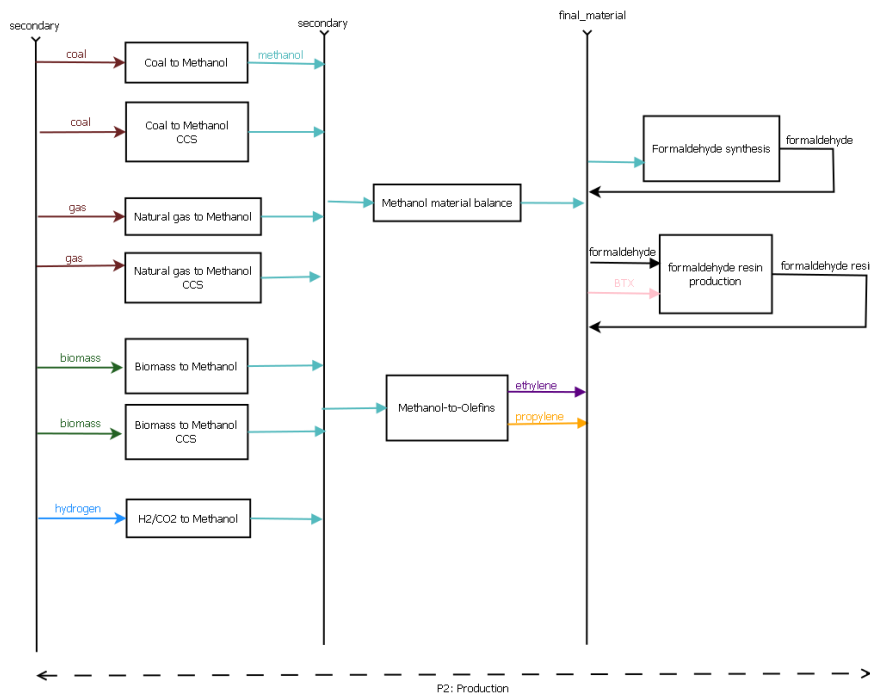 secondary
secondary
final_material
coal
Coal to Methanol
methanol
coal
Coal to Methanol
CCS
Formaldehyde synthesis
formaldehyde
gas
Natural gas to Methanol
Methanol material balance
gas
Natural gas to Methanol
CCS
formaldehyde
BTX
formaldehyde resin
production
formaldehyde resi
biomass
Biomass to Methanol
biomass
Biomass to Methanol
CCS
Methanol-to-Olefins
ethylene
propylene
hydrogen
H2/CO2 to Methanol
P2: Production